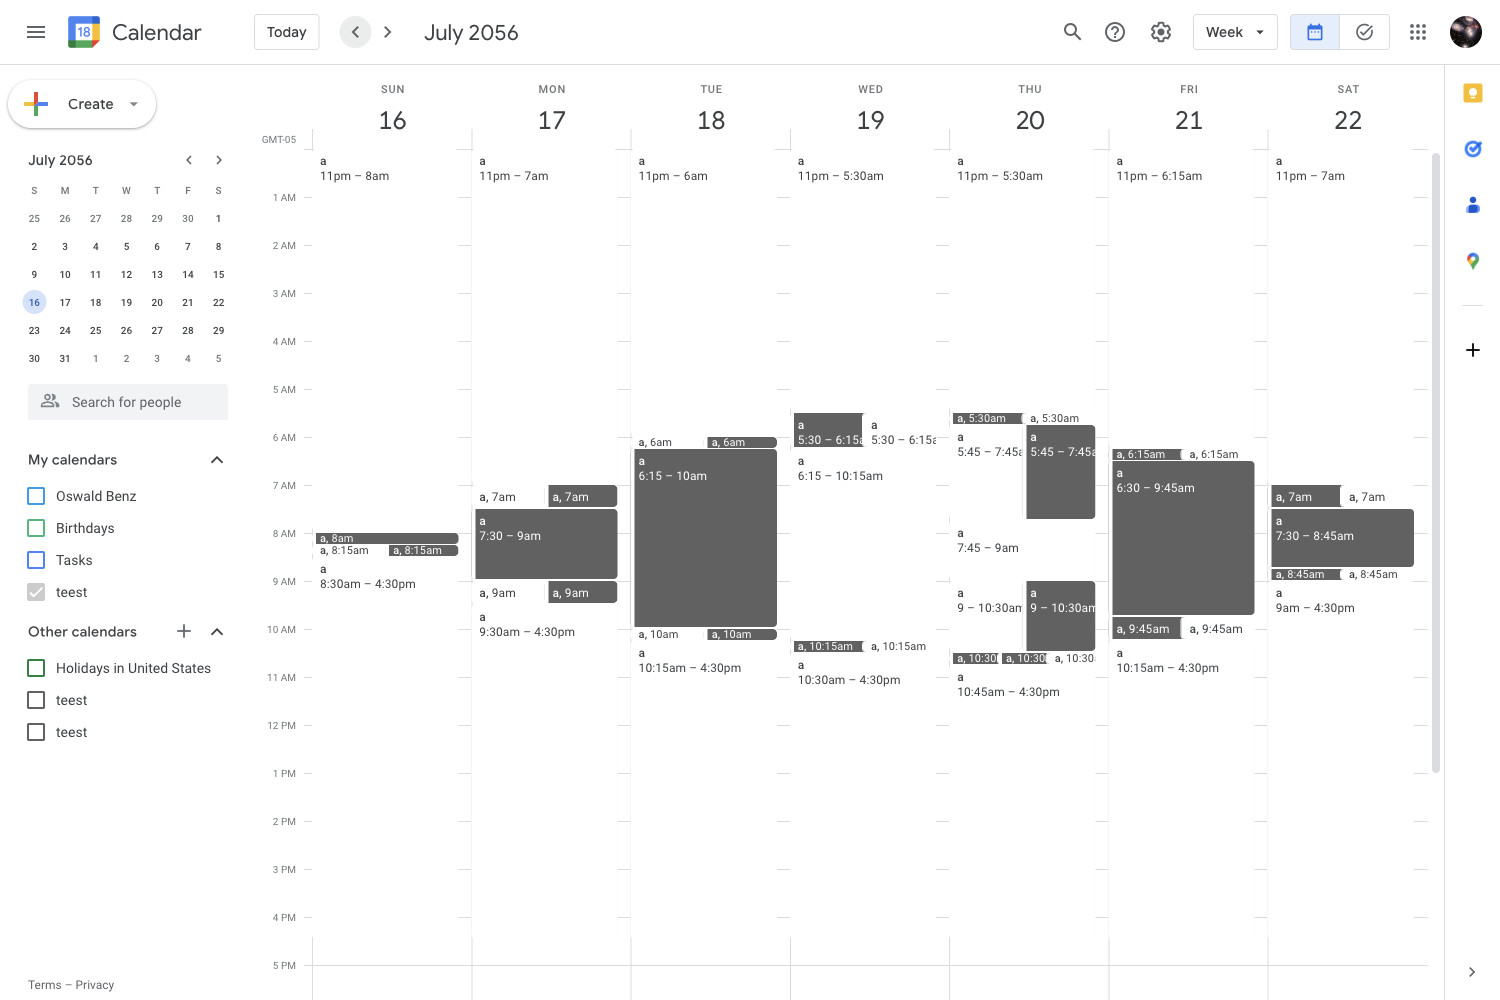 18 Calendar Today July 2056 Week
Create
July 2056
S M T W T F S
25 26 27 28 29 30 1
2 3 4 5 6 7 8
9 10 11 12 13 14 15
16 17 18 19 20 21 22
23 24 25 26 27 28 29
30 31 1 2 3 4 5
Search for people
My calendars
Oswald Benz
Birthdays
Tasks
teest
Other calendars
Holidays in United States
teest
teest
Terms – Privacy
GMT-05
1 AM
2 AM
3 AM
4 AM
5 AM
6 AM
7 AM
8 AM
9 AM
10 AM
11 AM
12 PM
1 PM
2 PM
3 PM
4 PM
5 PM
SUN
16
a
11pm – 8am
a, 8am
a, 8:15am
a, 8:15am
a
8:30am – 4:30pm
MON
17
a
11pm – 7am
a, 7am
a, 7am
a
7:30 – 9am
a, 9am
a, 9am
a
9:30am – 4:30pm
TUE
18
a
11pm – 6am
a, 6am
a, 6am
a
6:15 – 10am
a, 10am
a, 10am
a
10:15am – 4:30pm
WED
19
a
11pm – 5:30am
a
5:30 – 6:15a
a
5:30 – 6:15a
a
6:15 – 10:15am
a, 10:15am
a, 10:15am
a
10:30am – 4:30pm
THU
20
a
11pm – 5:30am
a, 5:30am
a, 5:30am
a
5:45 – 7:45a
a
5:45 – 7:45a
a
7:45 – 9am
a
9 – 10:30am
a
9 – 10:30am
a, 10:30
a, 10:30
a, 10:30
a
10:45am – 4:30pm
FRI
21
a
11pm – 6:15am
a, 6:15am
a, 6:15am
a
6:30 – 9:45am
a, 9:45am
a, 9:45am
a
10:15am – 4:30pm
SAT
22
a
11pm – 7am
a, 7am
a, 7am
a
7:30 – 8:45am
a, 8:45am
a, 8:45am
a
9am – 4:30pm